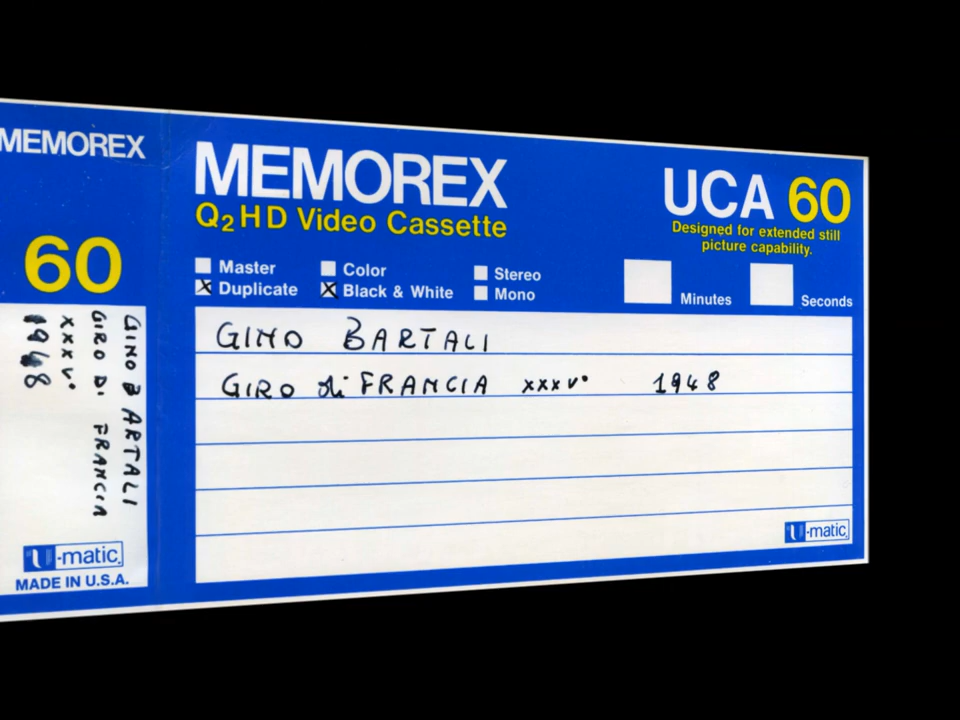 MEMOREX
60
GINO BARTALI
GIRO DI FRANCIA
XXXV°
1948
U-matic
MADE IN U.S.A.
MEMOREX
Q2HD Video Cassette
UCA 60
Designed for extended still
picture capability.
Master
Duplicate
Color
Black & White
Stereo
Mono
Minutes
Seconds
GINO BARTALI
GIRO di FRANCIA XXXV° 1948
U-matic